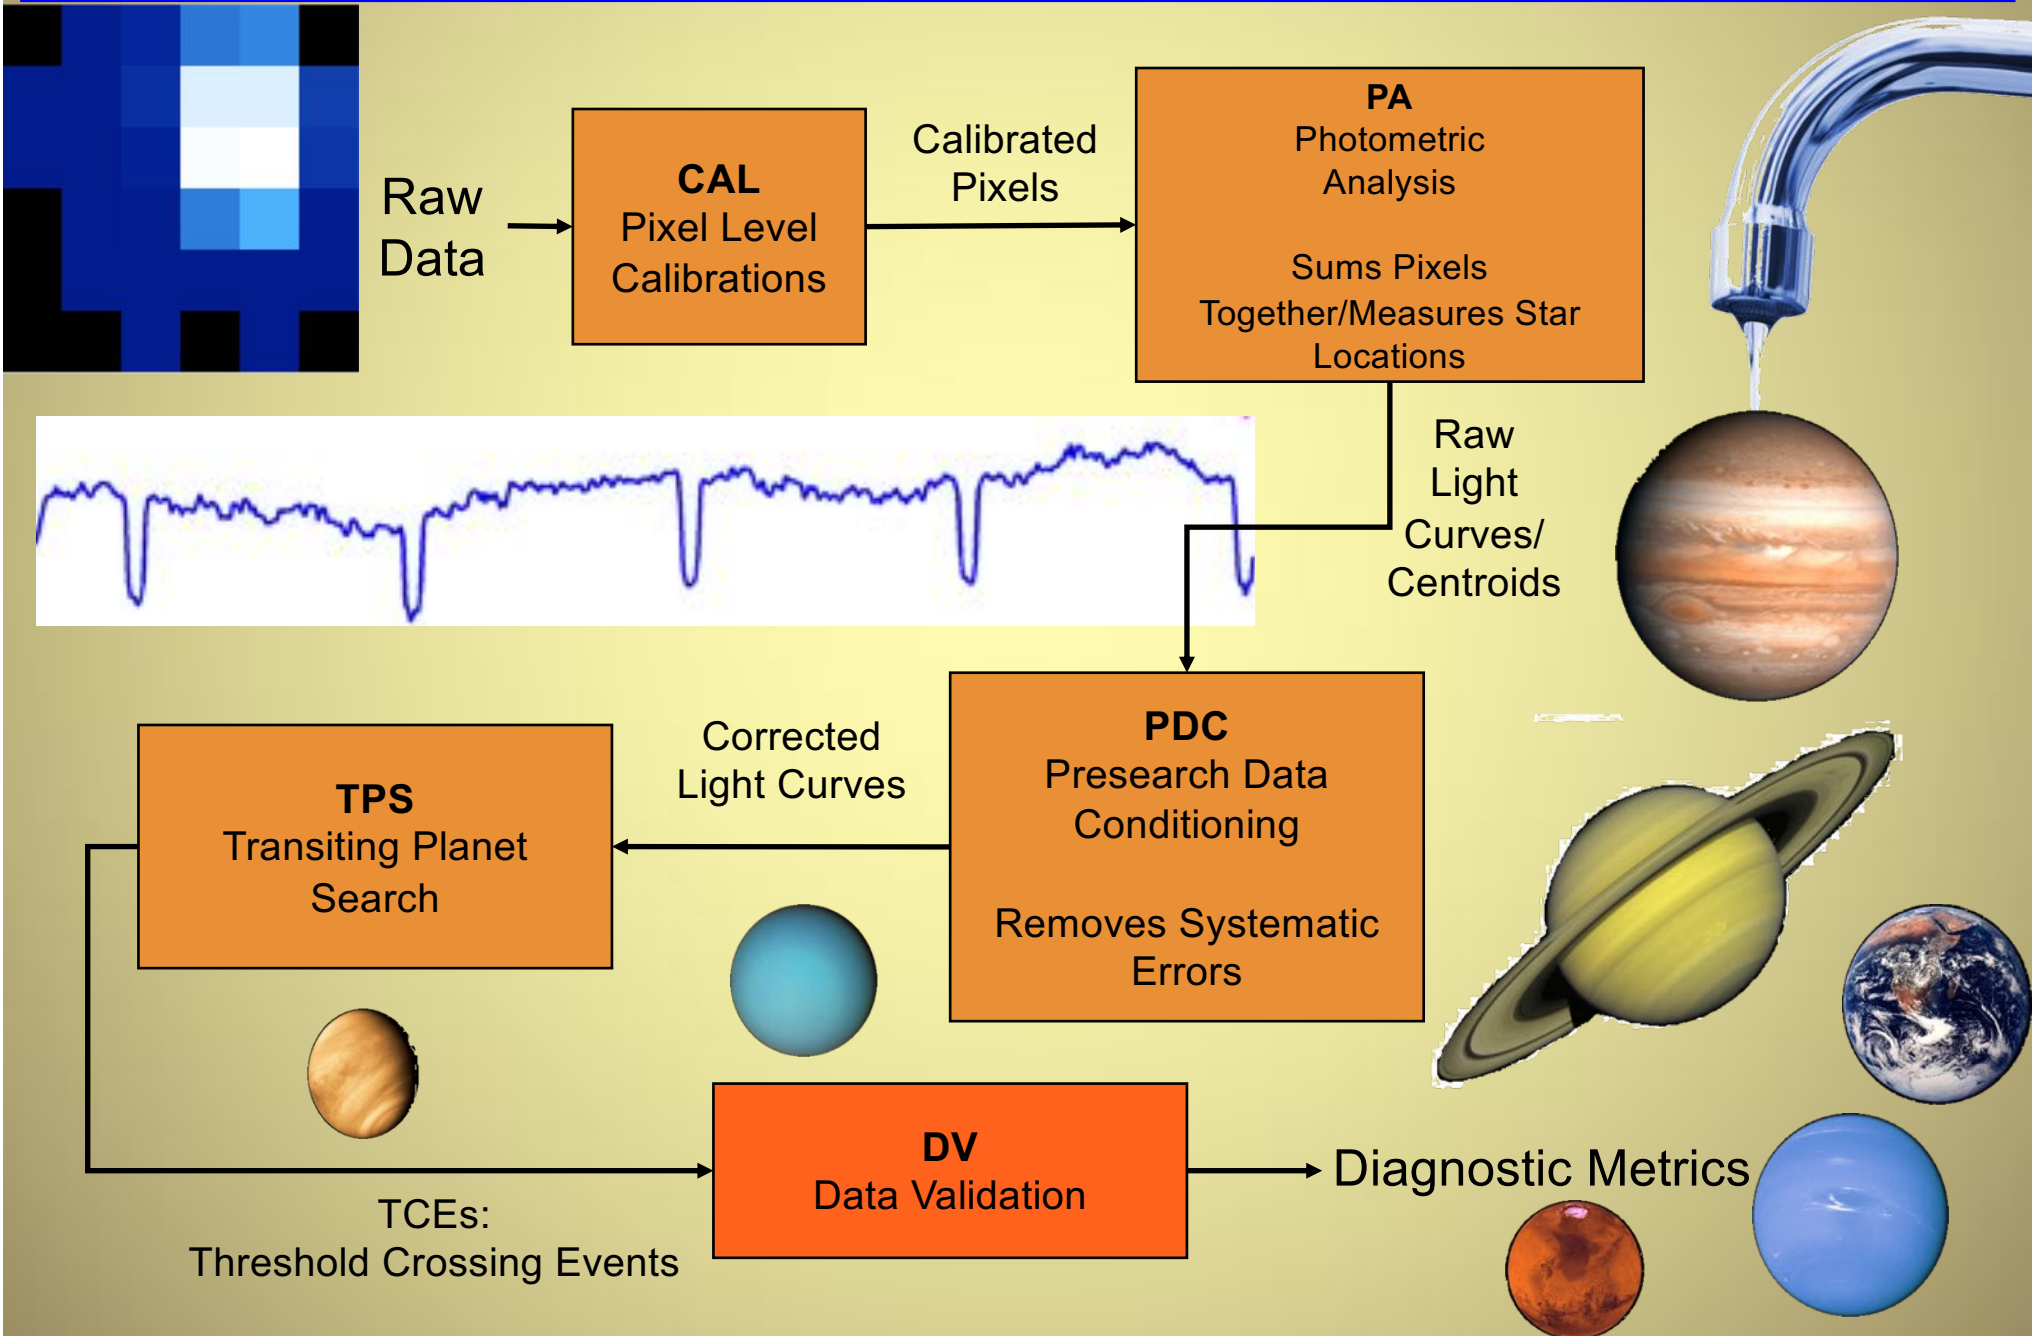 Raw
Data
CAL
Pixel Level
Calibrations
Calibrated
Pixels
PA
Photometric
Analysis
Sums Pixels
Together/Measures Star
Locations
Raw
Light
Curves/
Centroids
PDC
Presearch Data
Conditioning
Removes Systematic
Errors
Corrected
Light Curves
TPS
Transiting Planet
Search
TCEs:
Threshold Crossing Events
DV
Data Validation
Diagnostic Metrics